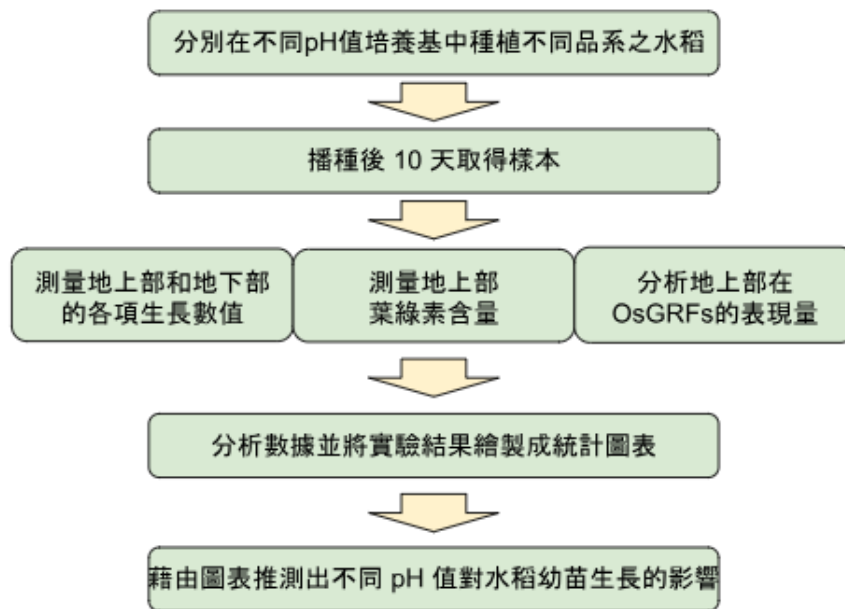 分別在不同pH值培養基中種植不同品系之水稻
播種後 10 天取得樣本
測量地上部和地下部
的各項生長數值
測量地上部
葉綠素含量
分析地上部在
OsGRFs的表現量
分析數據並將實驗結果繪製成統計圖表
藉由圖表推測出不同 pH 值對水稻幼苗生長的影響